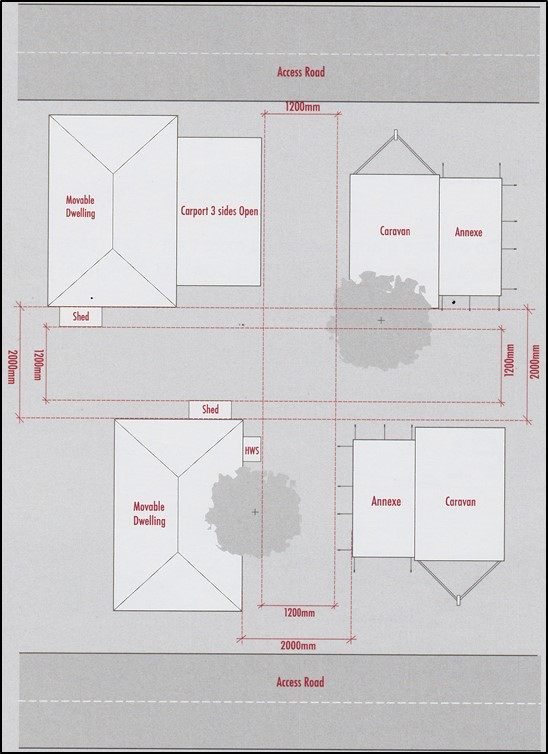 Access Road
1200mm
Movable
Dwelling
Carport 3 sides Open
Caravan
Annexe
Shed
2000mm
1200mm
1200mm
2000mm
Shed
HWS
Movable
Dwelling
Annexe
Caravan
1200mm
2000mm
Access Road